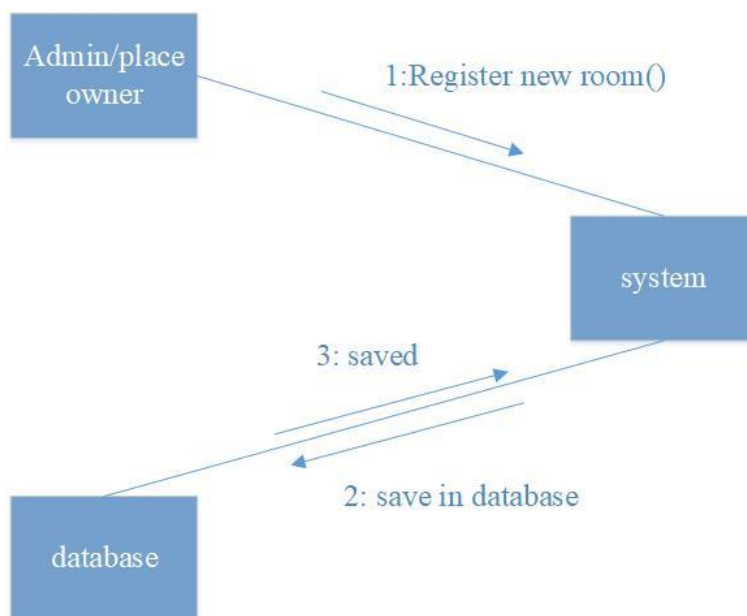 Admin/place
owner
1:Register new room()
system
3: saved
2: save in database
database